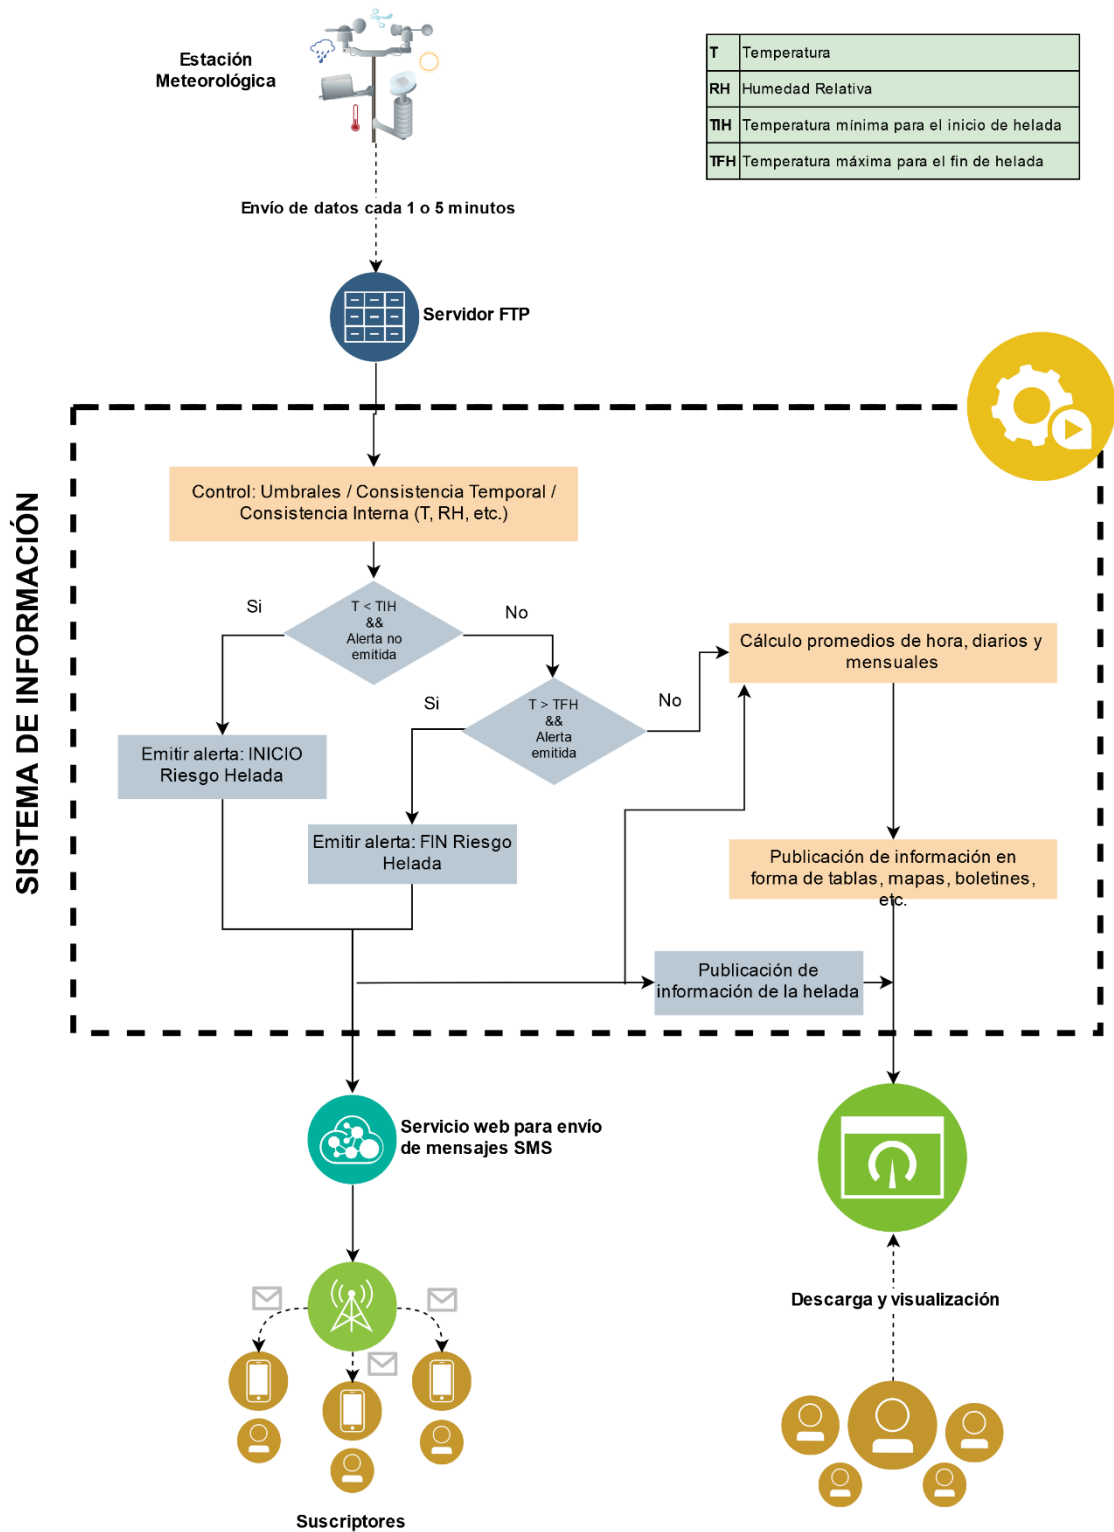 Estación
Meteorológica
T Temperatura
RH Humedad Relativa
TIH Temperatura mínima para el inicio de helada
TFH Temperatura máxima para el fin de helada
Envío de datos cada 1 o 5 minutos
Servidor FTP
SISTEMA DE INFORMACIÓN
Control: Umbrales / Consistencia Temporal /
Consistencia Interna (T, RH, etc.)
Si
T < TIH
&&
Alerta no
emitida
No
Cálculo promedios de hora, diarios y
mensuales
Si
T > TFH
&&
Alerta
emitida
No
Emitir alerta: INICIO
Riesgo Helada
Emitir alerta: FIN Riesgo
Helada
Publicación de información en
forma de tablas, mapas, boletines,
etc.
Publicación de
información de la helada
Servicio web para envío
de mensajes SMS
Descarga y visualización
Suscriptores